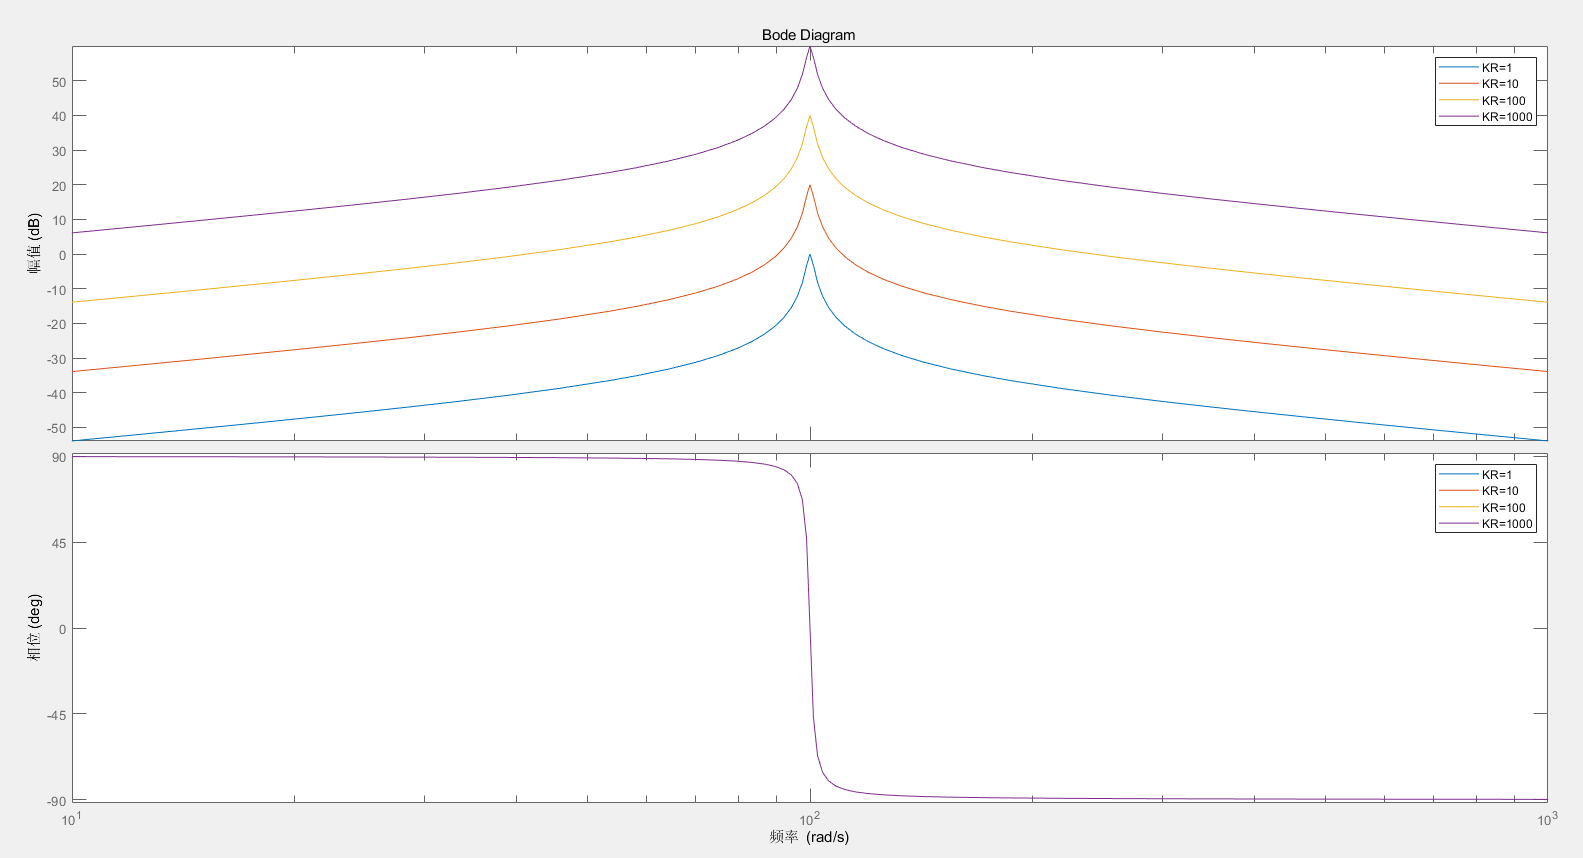 Bode Diagram
幅值 (dB)
50
40
30
20
10
0
-10
-20
-30
-40
-50
KR=1
KR=10
KR=100
KR=1000
相位 (deg)
90
45
0
-45
-90
KR=1
KR=10
KR=100
KR=1000
10^1
10^2
10^3
频率 (rad/s)